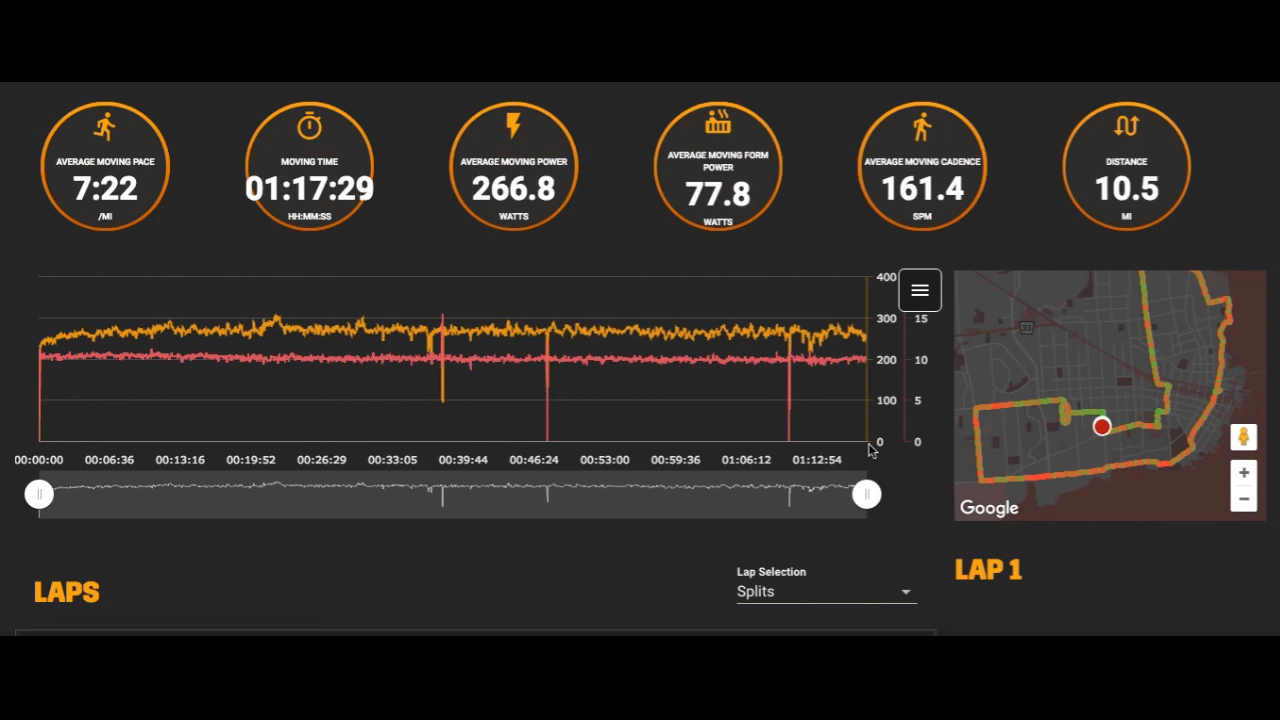 AVERAGE MOVING PACE
7:22
/MI
MOVING TIME
01:17:29
HH:MM:SS
AVERAGE MOVING POWER
266.8
WATTS
AVERAGE MOVING FORM
POWER
77.8
WATTS
AVERAGE MOVING CADENCE
161.4
SPM
DISTANCE
10.5
MI
400
300 15
200 10
100 5
0 0
00:00:00 00:06:36 00:13:16 00:19:52 00:26:29 00:33:05 00:39:44 00:46:24 00:53:00 00:59:36 01:06:12 01:12:54
33
Google
LAPS
Lap Selection
Splits
LAP 1